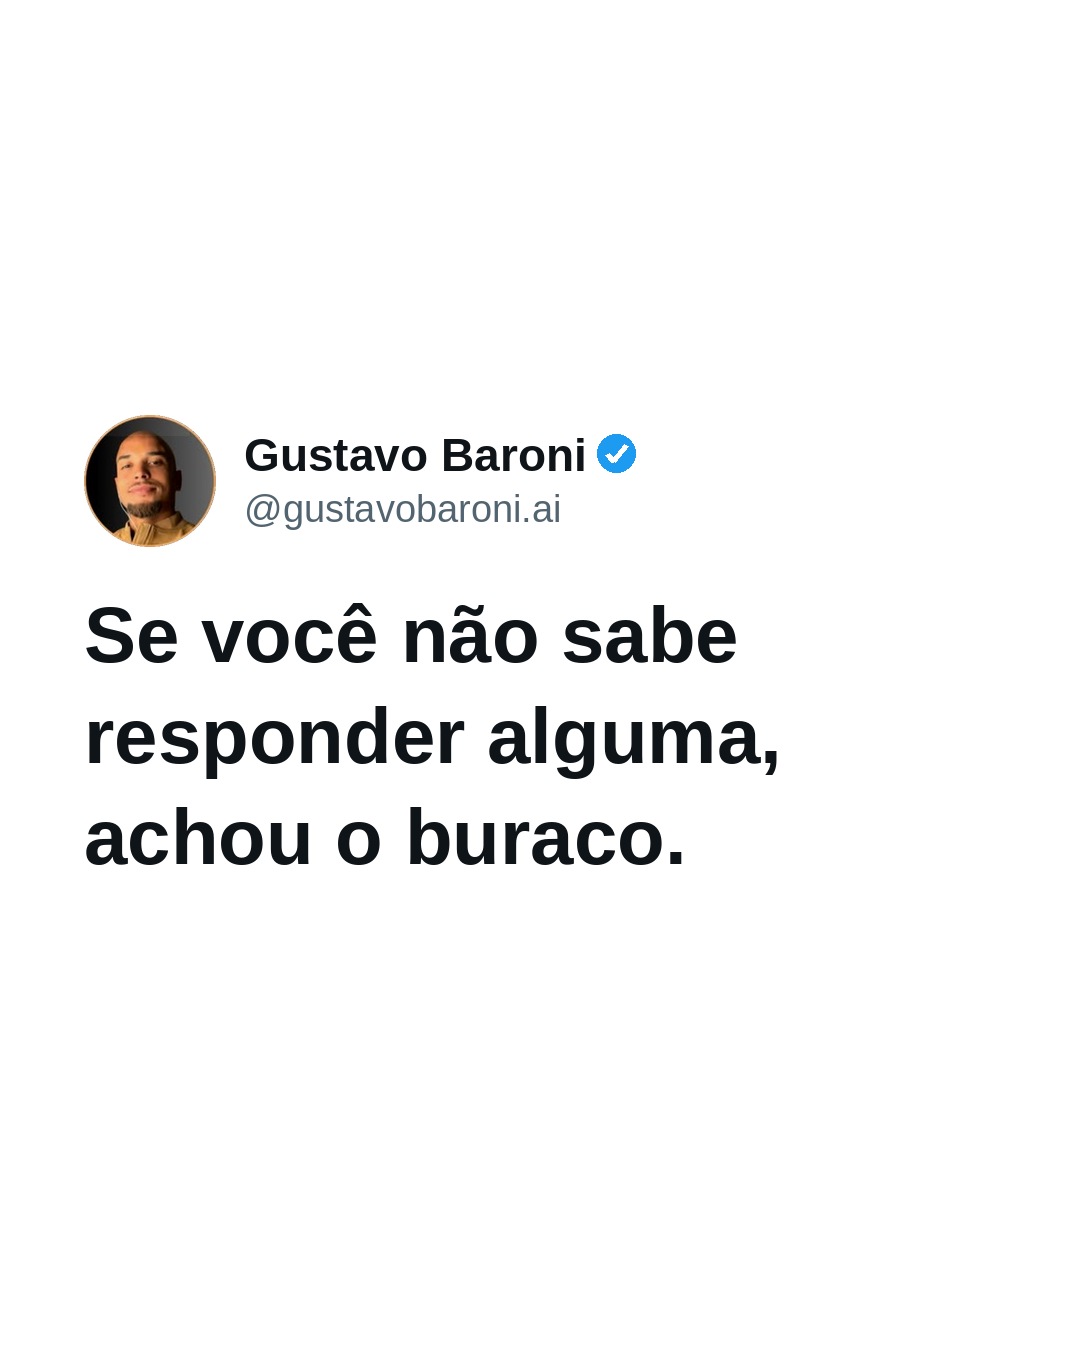 Gustavo Baroni
@gustavobaroni.ai
Se você não sabe
responder alguma,
achou o buraco.